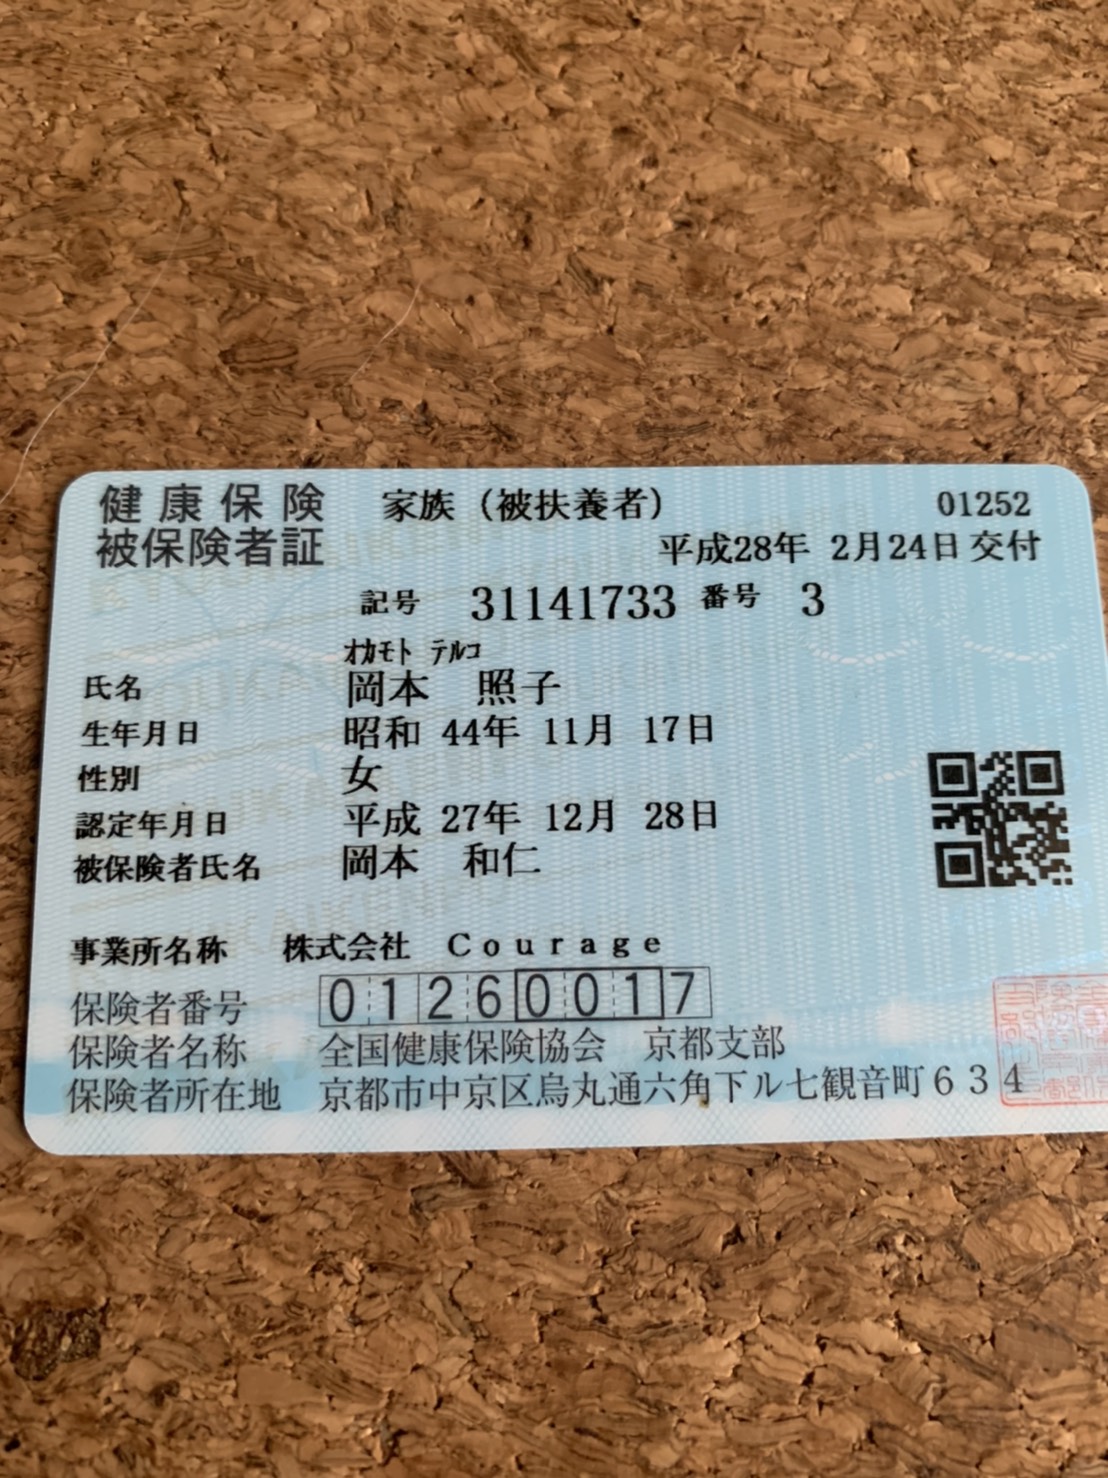 健康保険 家族（被扶養者） 01252
被保険者証 平成28年 2月24日 交付
記号 31141733 番号 3
ｵｶﾓﾄ ﾃﾙｺ
氏名 岡本 照子
生年月日 昭和 44年 11月 17日
性別 女
認定年月日 平成 27年 12月 28日
被保険者氏名 岡本 和仁
事業所名称 株式会社 Ｃｏｕｒａｇｅ
保険者番号 01260017
保険者名称 全国健康保険協会 京都支部
保険者所在地 京都市中京区烏丸通六角下ル七観音町６３４